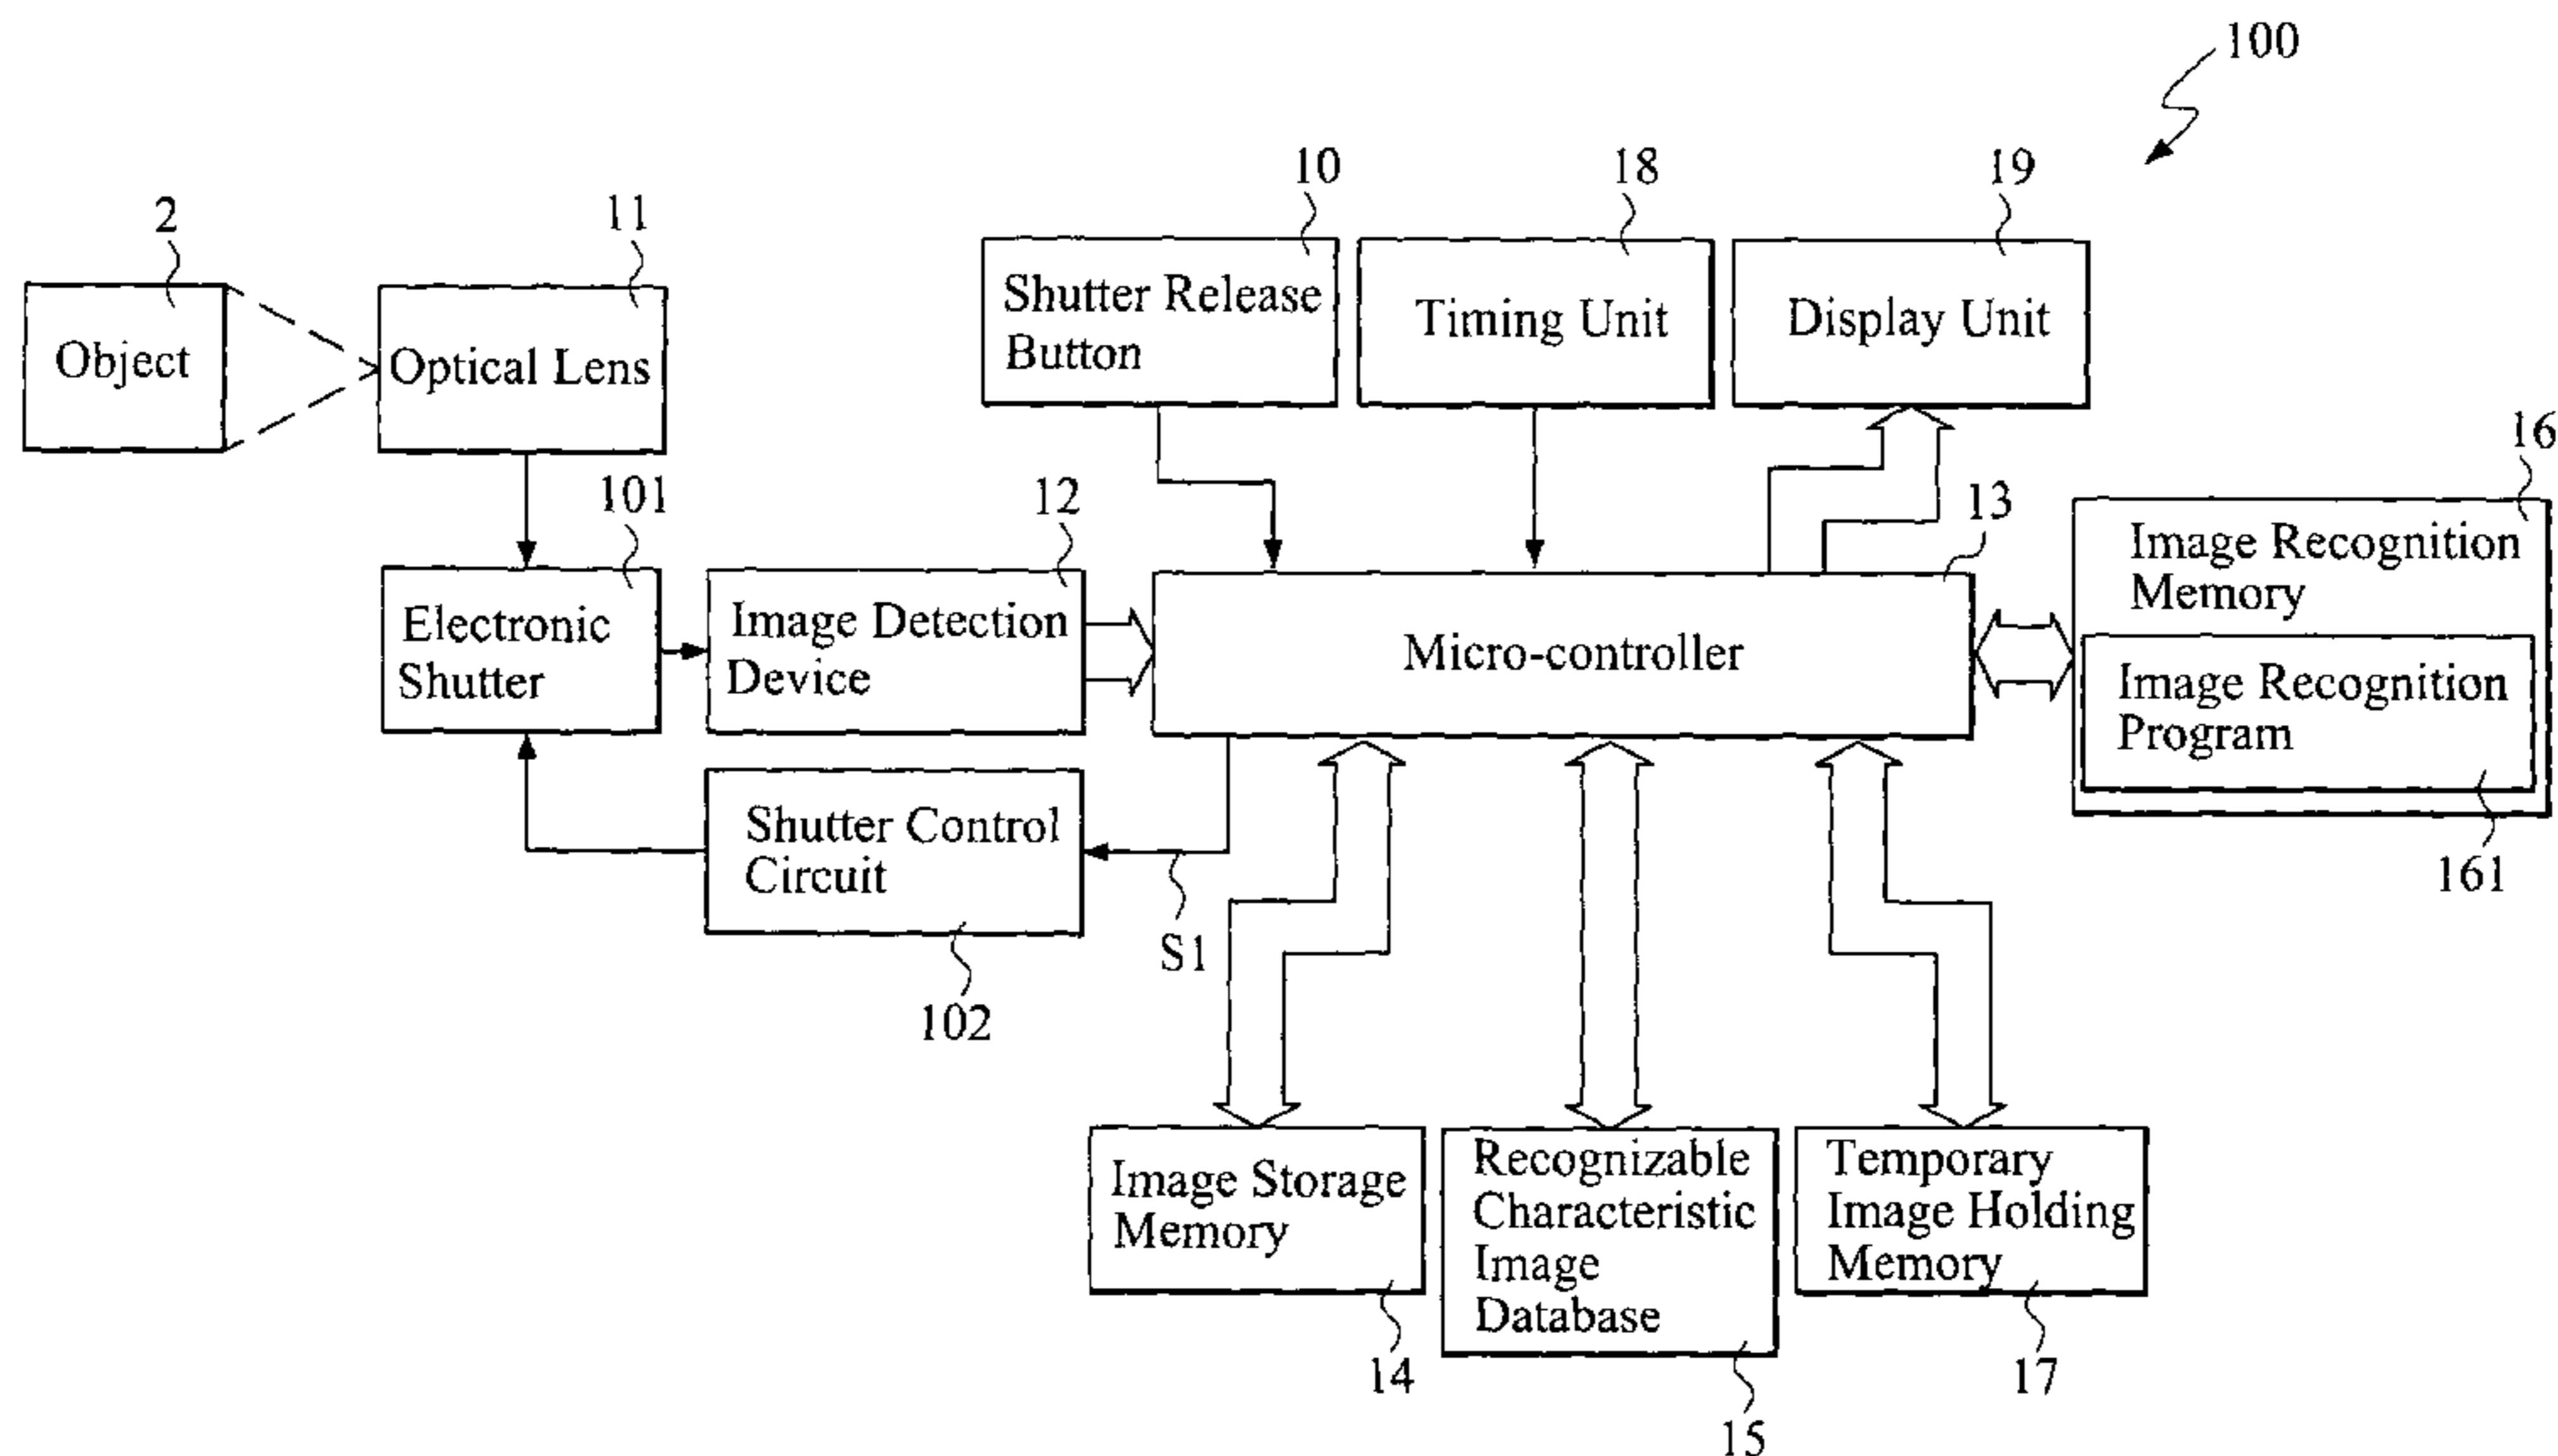 100
10
18
19
2
11
Shutter Release
Button
Timing Unit
Display Unit
Object
Optical Lens
16
101
12
13
Image Recognition
Memory
Electronic
Shutter
Image Detection
Device
Micro-controller
Image Recognition
Program
Shutter Control
Circuit
161
S1
102
Image Storage
Memory
Recognizable
Characteristic
Image
Database
Temporary
Image Holding
Memory
14
17
15